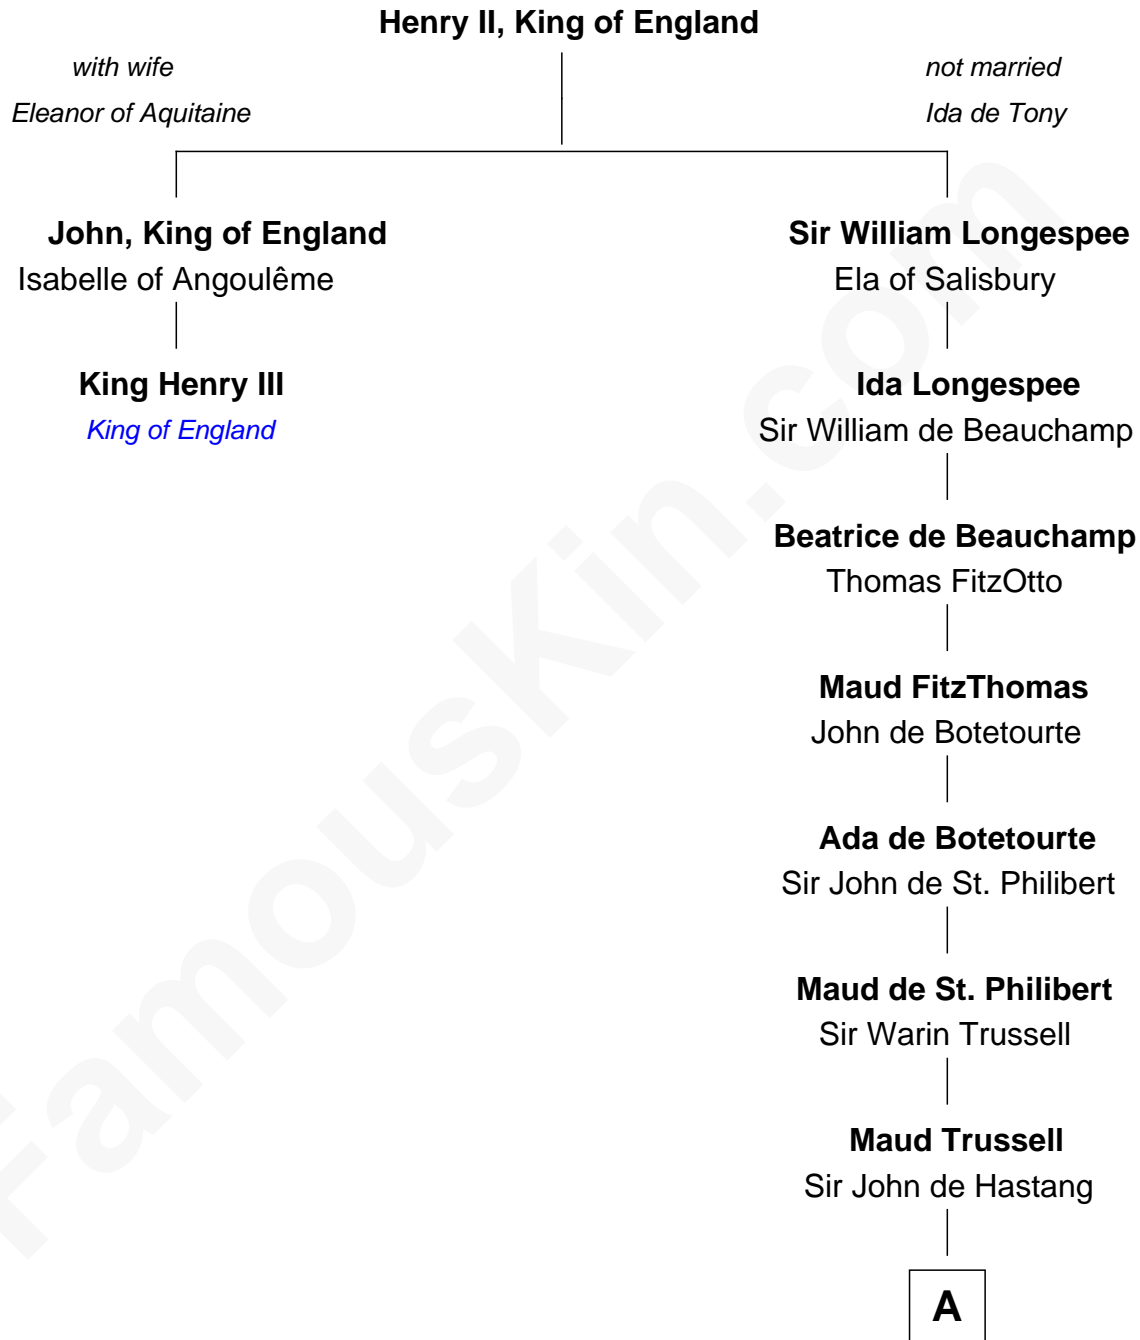 Henry II, King of England
with wife
not married
Eleanor of Aquitaine
Ida de Tony
John, King of England
Sir William Longespee
Isabelle of Angoulême
Ela of Salisbury
King Henry III
Ida Longespee
King of England
Sir William de Beauchamp
Beatrice de Beauchamp
Thomas FitzOtto
Maud FitzThomas
John de Botetourte
Ada de Botetourte
Sir John de St. Philibert
Maud de St. Philibert
Sir Warin Trussell
Maud Trussell
Sir John de Hastang
A
FamousKin.com